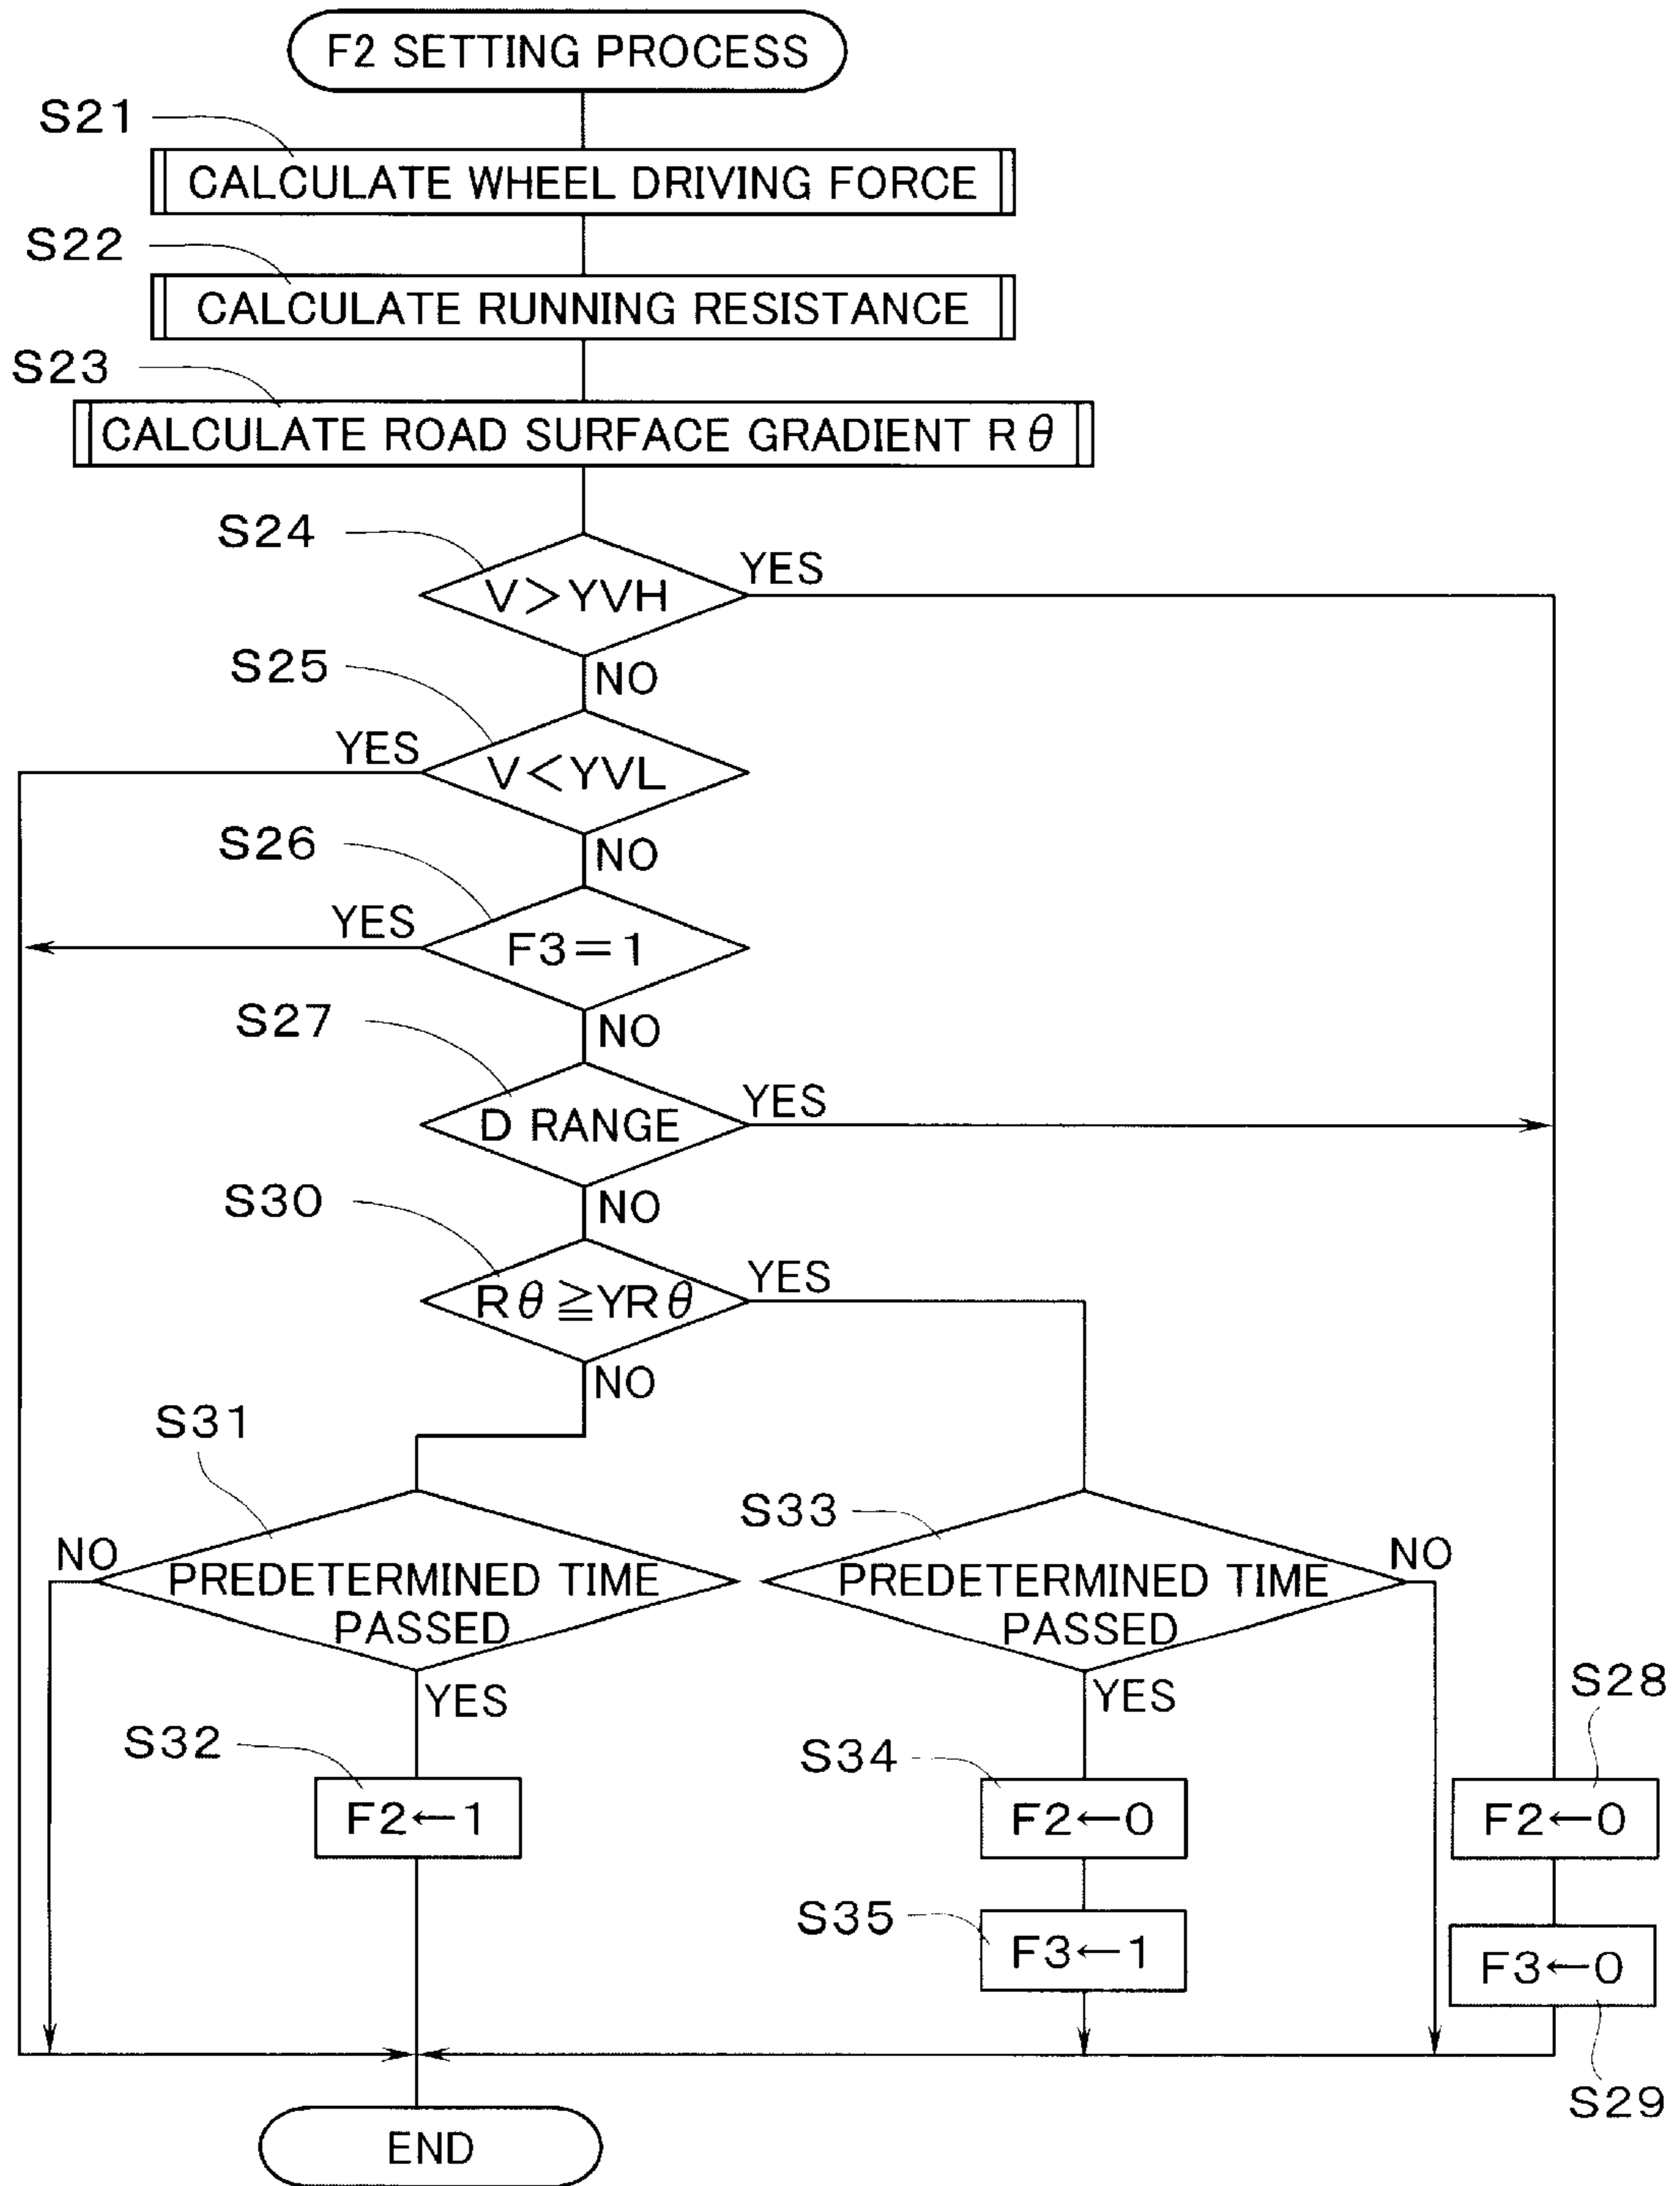 F2 SETTING PROCESS
S21
CALCULATE WHEEL DRIVING FORCE
S22
CALCULATE RUNNING RESISTANCE
S23
CALCULATE ROAD SURFACE GRADIENT Rθ
S24
V>YVH
YES
NO
S25
YES
V<YVL
NO
S26
YES
F3=1
NO
S27
D RANGE
YES
NO
S30
Rθ≧YRθ
YES
NO
S31
NO
PREDETERMINED TIME
PASSED
YES
S33
PREDETERMINED TIME
PASSED
NO
YES
S32
F2←1
S34
F2←0
S35
F3←1
S28
F2←0
F3←0
S29
END